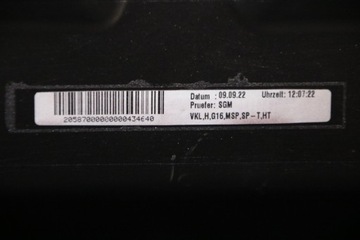 Datum : 09.09.22 Uhrzeit: 12:07:22
Pruefer: SGM
20587000000000434640
VKL,H,G16,MSP,SP-T,HT